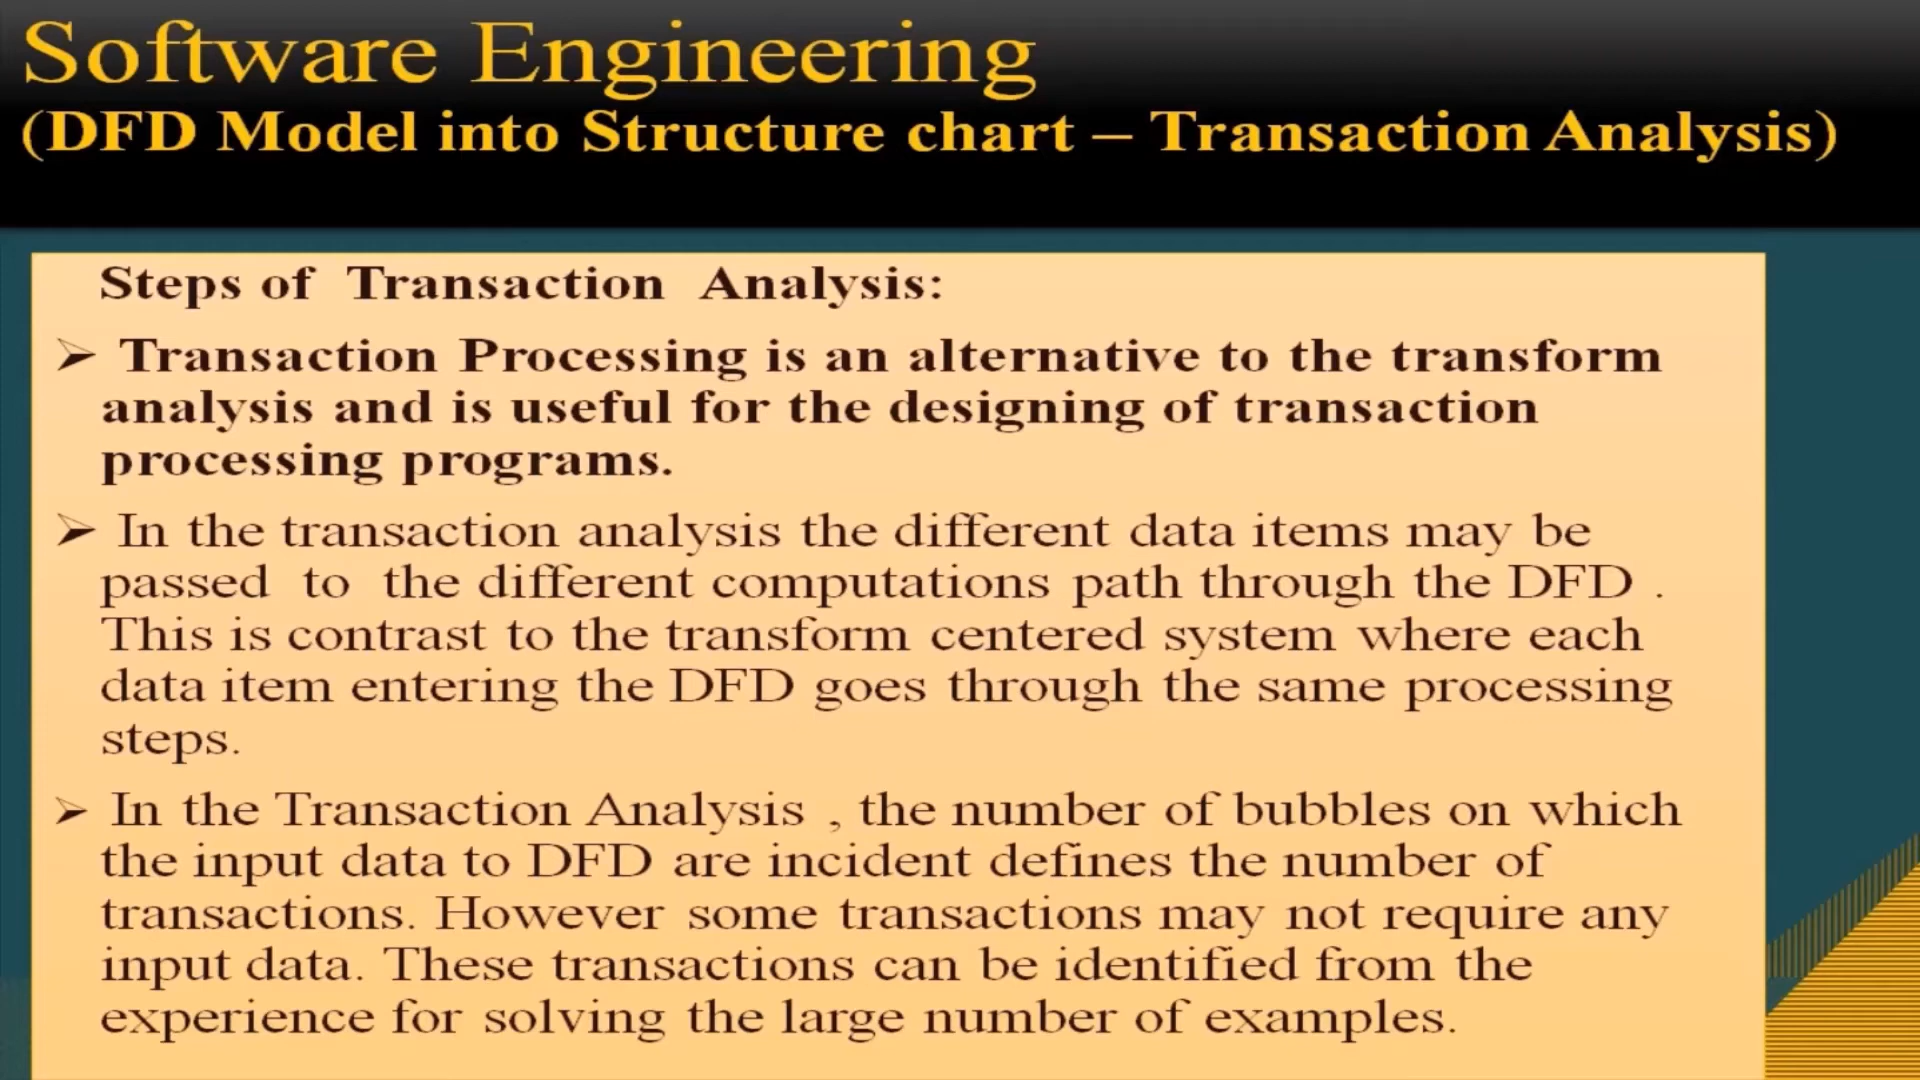 Software Engineering
(DFD Model into Structure chart – Transaction Analysis)
Steps of Transaction Analysis:
➢ Transaction Processing is an alternative to the transform
analysis and is useful for the designing of transaction
processing programs.
➢ In the transaction analysis the different data items may be
passed to the different computations path through the DFD .
This is contrast to the transform centered system where each
data item entering the DFD goes through the same processing
steps.
➢ In the Transaction Analysis , the number of bubbles on which
the input data to DFD are incident defines the number of
transactions. However some transactions may not require any
input data. These transactions can be identified from the
experience for solving the large number of examples.